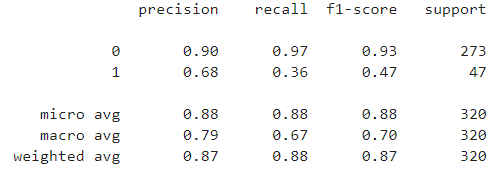 precision recall f1-score support
0 0.90 0.97 0.93 273
1 0.68 0.36 0.47 47
micro avg 0.88 0.88 0.88 320
macro avg 0.79 0.67 0.70 320
weighted avg 0.87 0.88 0.87 320